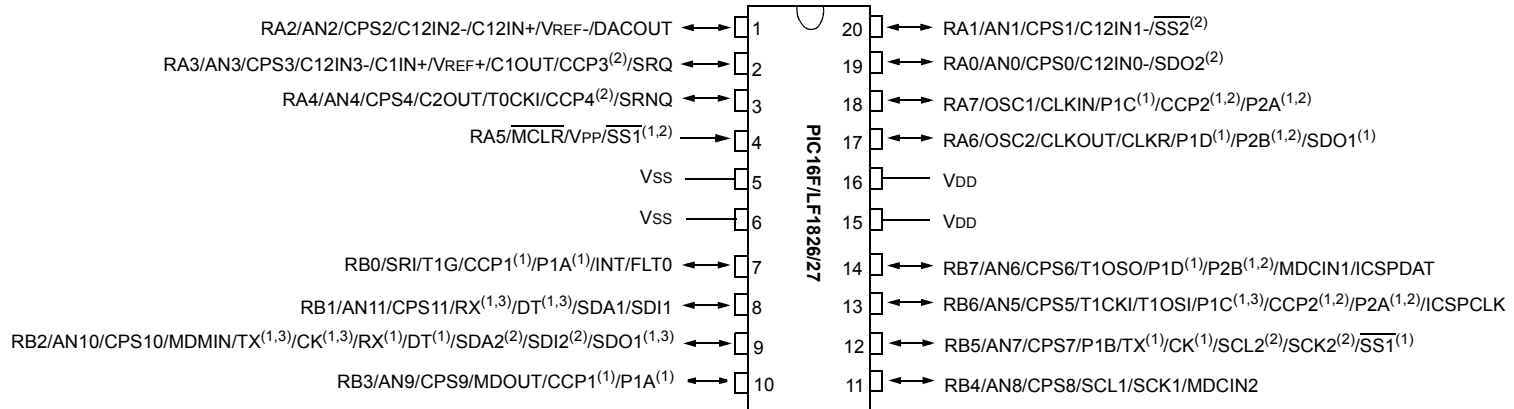 RA2/AN2/CPS2/C12IN2-/C12IN+/VREF-/DACOUT 1
RA3/AN3/CPS3/C12IN3-/C1IN+/VREF+/C1OUT/CCP3(2)/SRQ 2
RA4/AN4/CPS4/C2OUT/T0CKI/CCP4(2)/SRNQ 3
RA5/MCLR/VPP/SS1(1,2) 4
VSS 5
VSS 6
RB0/SRI/T1G/CCP1(1)/P1A(1)/INT/FLT0 7
RB1/AN11/CPS11/RX(1,3)/DT(1,3)/SDA1/SDI1 8
RB2/AN10/CPS10/MDMIN/TX(1,3)/CK(1,3)/RX(1)/DT(1)/SDA2(2)/SDI2(2)/SDO1(1,3) 9
RB3/AN9/CPS9/MDOUT/CCP1(1)/P1A(1) 10
PIC16F/LF1826/27
20 RA1/AN1/CPS1/C12IN1-/SS2(2)
19 RA0/AN0/CPS0/C12IN0-/SDO2(2)
18 RA7/OSC1/CLKIN/P1C(1)/CCP2(1,2)/P2A(1,2)
17 RA6/OSC2/CLKOUT/CLKR/P1D(1)/P2B(1,2)/SDO1(1)
16 VDD
15 VDD
14 RB7/AN6/CPS6/T1OSO/P1D(1)/P2B(1,2)/MDCIN1/ICSPDAT
13 RB6/AN5/CPS5/T1CKI/T1OSI/P1C(1,3)/CCP2(1,2)/P2A(1,2)/ICSPCLK
12 RB5/AN7/CPS7/P1B/TX(1)/CK(1)/SCL2(2)/SCK2(2)/SS1(1)
11 RB4/AN8/CPS8/SCL1/SCK1/MDCIN2